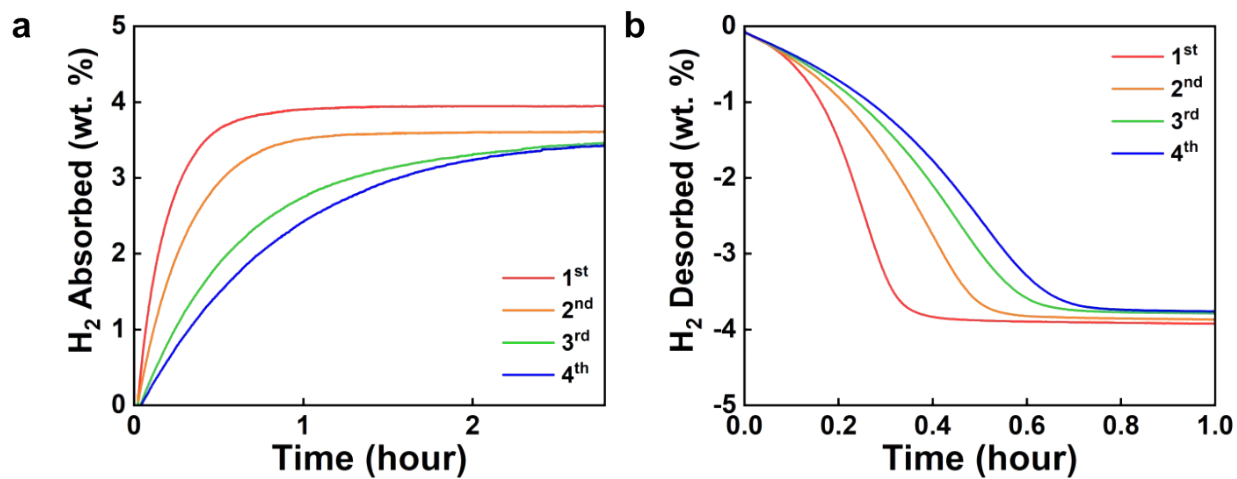 a
H₂ Absorbed (wt. %)
5
4
3
2
1
0
0
1
2
Time (hour)
1st
2nd
3rd
4th
b
H₂ Desorbed (wt. %)
0
-1
-2
-3
-4
-5
0.0
0.2
0.4
0.6
0.8
1.0
Time (hour)
1st
2nd
3rd
4th